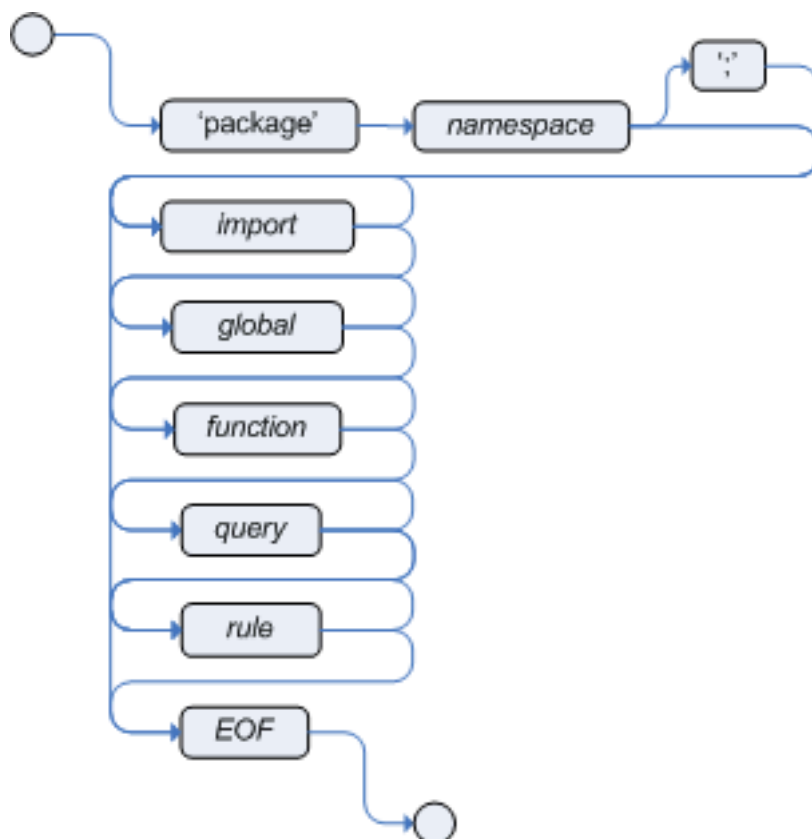 ';'
'package'
namespace
import
global
function
query
rule
EOF